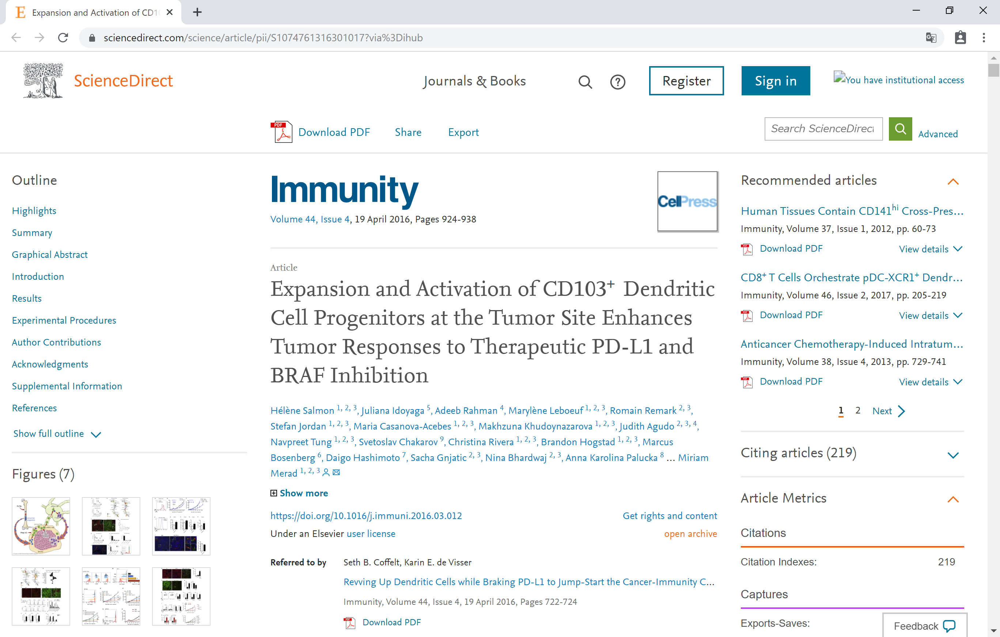 Expansion and Activation of CD10
sciencedirect.com/science/article/pii/S1074761316301017?via%3Dihub
ScienceDirect
Journals & Books
Register
Sign in
You have institutional access
Download PDF
Share
Export
Search ScienceDirect
Advanced
Outline
Highlights
Summary
Graphical Abstract
Introduction
Results
Experimental Procedures
Author Contributions
Acknowledgments
Supplemental Information
References
Show full outline
Figures (7)
Immunity
CellPress
Volume 44, Issue 4, 19 April 2016, Pages 924-938
Article
Expansion and Activation of CD103⁺ Dendritic
Cell Progenitors at the Tumor Site Enhances
Tumor Responses to Therapeutic PD-L1 and
BRAF Inhibition
Hélène Salmon 1, 2, 3, Juliana Idoyaga 5, Adeeb Rahman 4, Marylène Leboeuf 1, 2, 3, Romain Remark 2, 3,
Stefan Jordan 1, 2, 3, Maria Casanova-Acebes 1, 2, 3, Makhzuna Khudoynazarova 1, 2, 3, Judith Agudo 2, 3, 4,
Navpreet Tung 1, 2, 3, Svetoslav Chakarov 9, Christina Rivera 1, 2, 3, Brandon Hogstad 1, 2, 3, Marcus
Bosenberg 6, Daigo Hashimoto 7, Sacha Gnjatic 2, 3, Nina Bhardwaj 2, 3, Anna Karolina Palucka 8 ... Miriam
Merad 1, 2, 3
Show more
https://doi.org/10.1016/j.immuni.2016.03.012
Get rights and content
Under an Elsevier user license
open archive
Referred to by
Seth B. Coffelt, Karin E. de Visser
Revving Up Dendritic Cells while Braking PD-L1 to Jump-Start the Cancer-Immunity C...
Immunity, Volume 44, Issue 4, 19 April 2016, Pages 722-724
Download PDF
Recommended articles
Human Tissues Contain CD141hi Cross-Pres...
Immunity, Volume 37, Issue 1, 2012, pp. 60-73
Download PDF
View details
CD8⁺ T Cells Orchestrate pDC-XCR1⁺ Dendr...
Immunity, Volume 46, Issue 2, 2017, pp. 205-219
Download PDF
View details
Anticancer Chemotherapy-Induced Intratum...
Immunity, Volume 38, Issue 4, 2013, pp. 729-741
Download PDF
View details
1 2 Next
Citing articles (219)
Article Metrics
Citations
Citation Indexes: 219
Captures
Exports-Saves:
Feedback